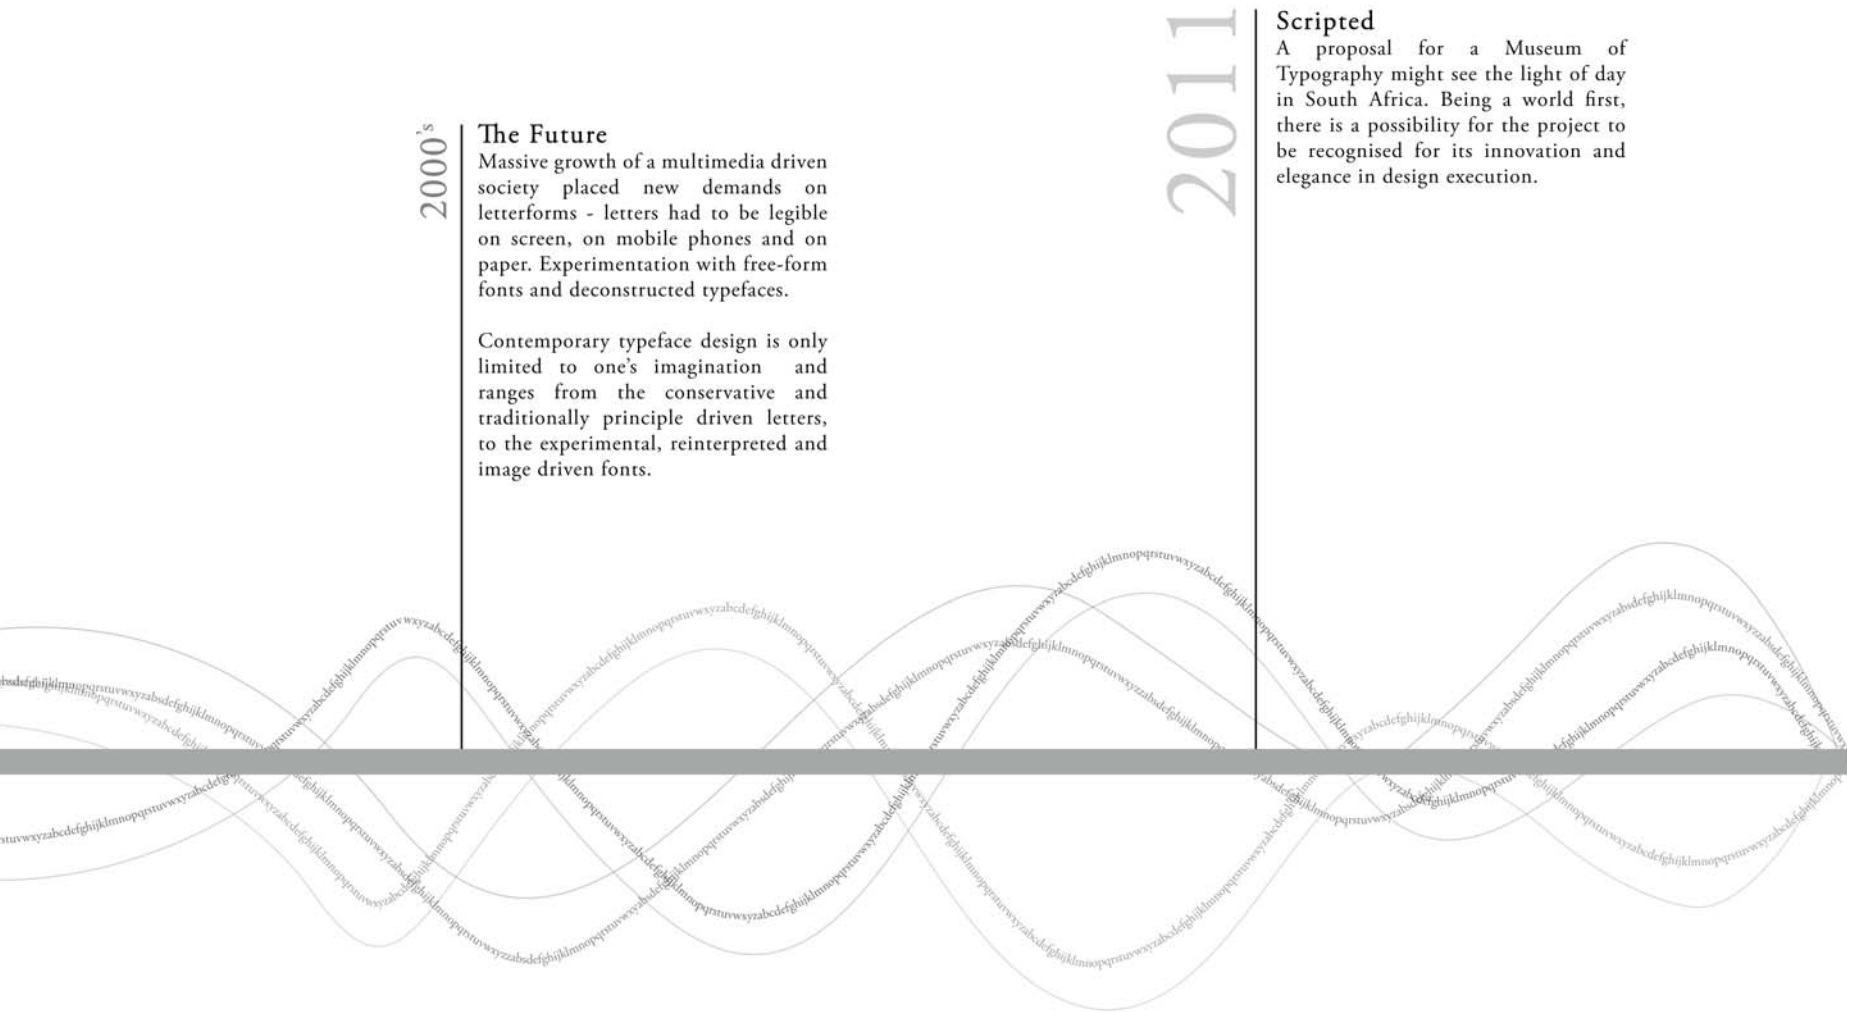 2000's
The Future
Massive growth of a multimedia driven
society placed new demands on
letterforms - letters had to be legible
on screen, on mobile phones and on
paper. Experimentation with free-form
fonts and deconstructed typefaces.
Contemporary typeface design is only
limited to one's imagination and
ranges from the conservative and
traditionally principle driven letters,
to the experimental, reinterpreted and
image driven fonts.
2011
Scripted
A proposal for a Museum of
Typography might see the light of day
in South Africa. Being a world first,
there is a possibility for the project to
be recognised for its innovation and
elegance in design execution.